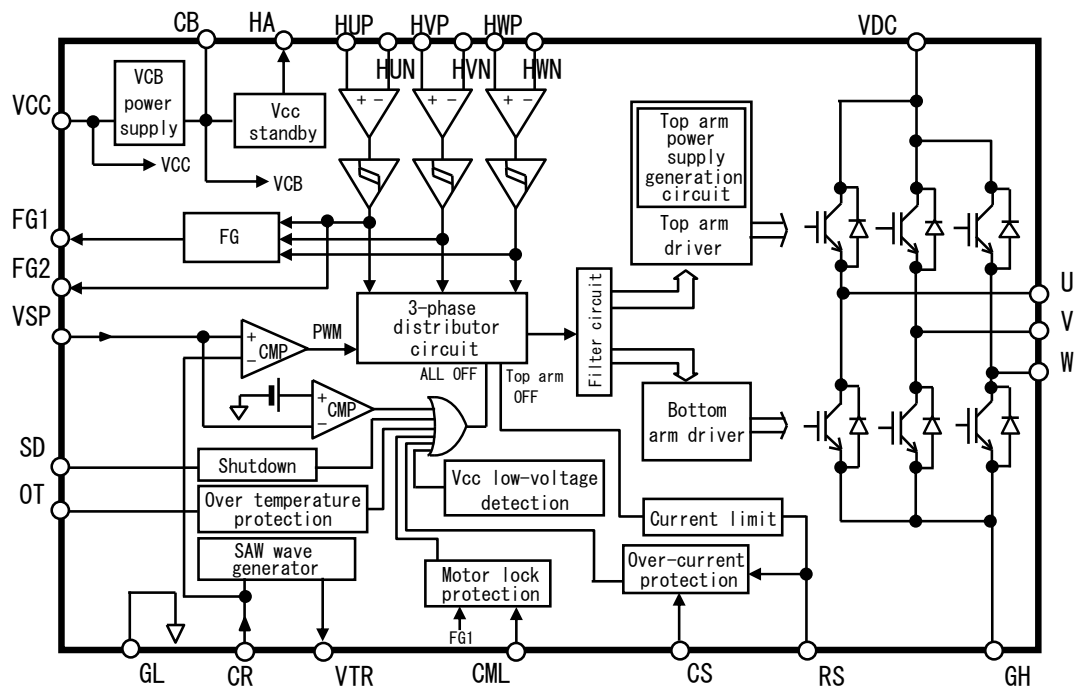 CB
HA
HUP
HVP
HWP
VDC
HUN
HVN
HWN
VCC
VCB
power
supply
Vcc
standby
+ -
+ -
+ -
VCC
VCB
Top arm
power
supply
generation
circuit
Top arm
driver
FG1
FG
FG2
U
V
W
VSP
+
-
CMP
PWM
3-phase
distributor
circuit
Filter circuit
ALL OFF
Top arm
OFF
+
-
CMP
Bottom
arm driver
SD
Shutdown
Vcc low-voltage
detection
OT
Over temperature
protection
Current limit
SAW wave
generator
Motor lock
protection
Over-current
protection
FG1
GL
CR
VTR
CML
CS
RS
GH